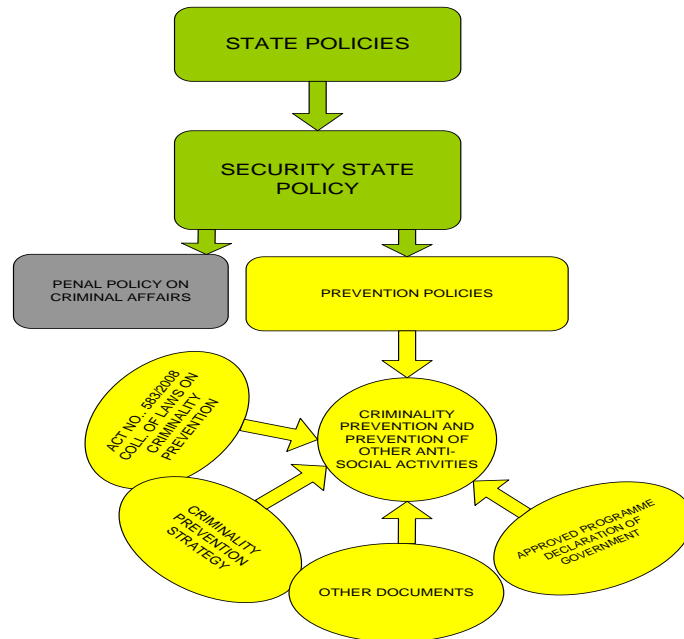 STATE POLICIES
SECURITY STATE
POLICY
PENAL POLICY ON
CRIMINAL AFFAIRS
PREVENTION POLICIES
ACT NO.: 583/2008
COLL. OF LAWS ON
CRIMINALITY
PREVENTION
CRIMINALITY
PREVENTION AND
PREVENTION OF
OTHER ANTI-
SOCIAL ACTIVITIES
CRIMINALITY
PREVENTION
STRATEGY
OTHER DOCUMENTS
APPROVED PROGRAMME
DECLARATION OF
GOVERNMENT